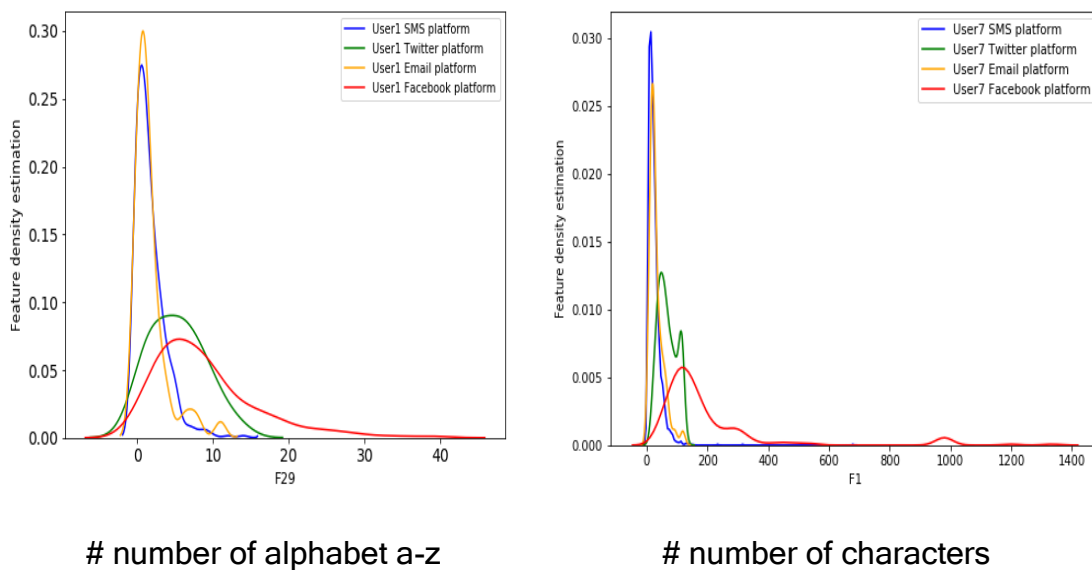 User1 SMS platform
User1 Twitter platform
User1 Email platform
User1 Facebook platform
0.30
0.25
0.20
0.15
0.10
0.05
0.00
Feature density estimation
0 10 20 30 40
F29
# number of alphabet a-z
User7 SMS platform
User7 Twitter platform
User7 Email platform
User7 Facebook platform
0.030
0.025
0.020
0.015
0.010
0.005
0.000
Feature density estimation
0 200 400 600 800 1000 1200 1400
F1
# number of characters